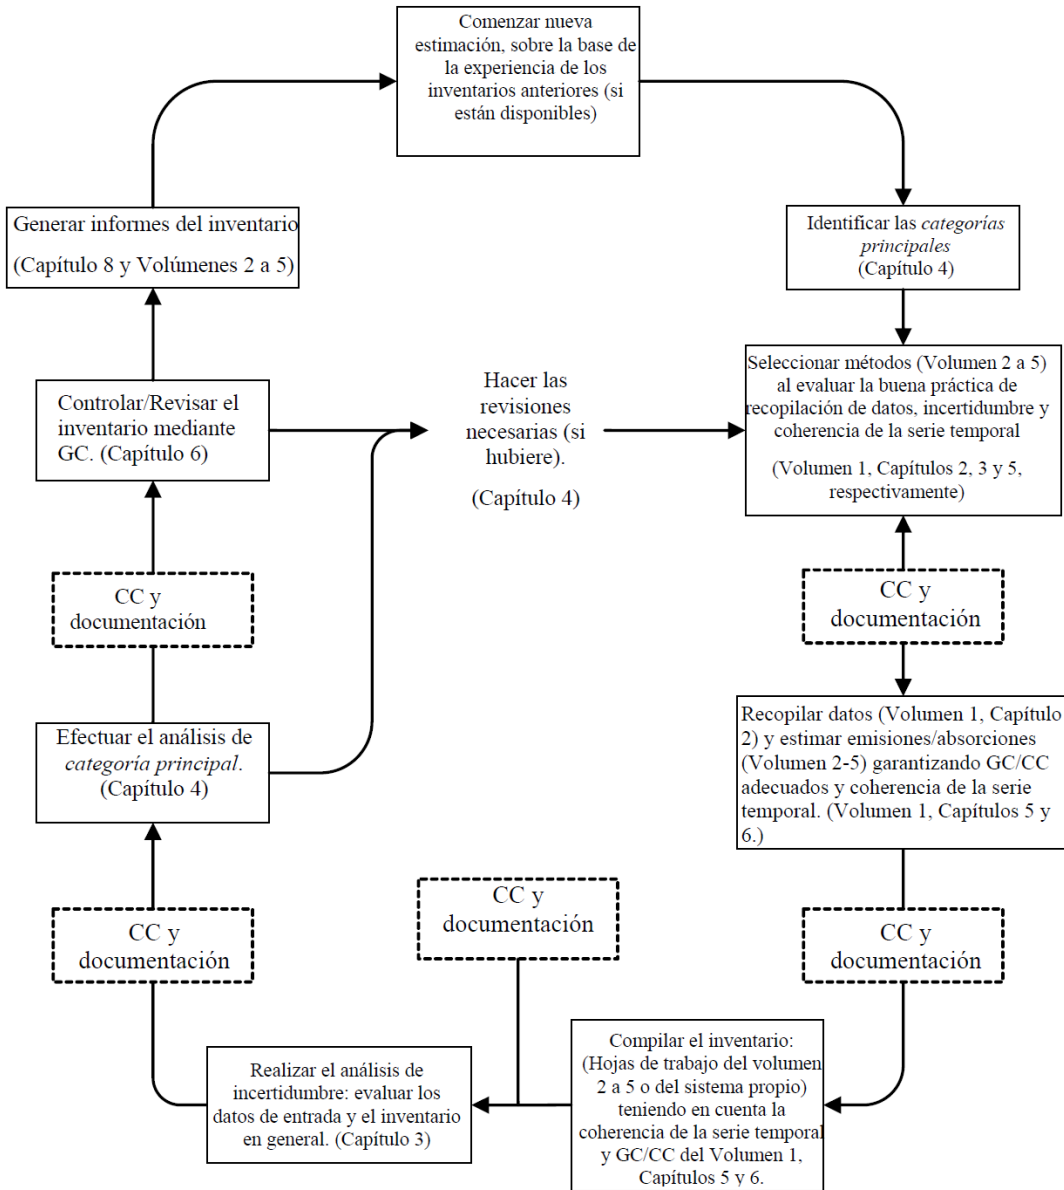 Comenzar nueva
estimación, sobre la base de
la experiencia de los
inventarios anteriores (si
están disponibles)
Generar informes del inventario
(Capítulo 8 y Volúmenes 2 a 5)
Identificar las categorías
principales
(Capítulo 4)
Controlar/Revisar el
inventario mediante
GC. (Capítulo 6)
Hacer las
revisiones
necesarias (si
hubiere).
(Capítulo 4)
Seleccionar métodos (Volumen 2 a 5)
al evaluar la buena práctica de
recopilación de datos, incertidumbre y
coherencia de la serie temporal
(Volumen 1, Capítulos 2, 3 y 5,
respectivamente)
CC y
documentación
CC y
documentación
Efectuar el análisis de
categoría principal.
(Capítulo 4)
Recopilar datos (Volumen 1, Capítulo
2) y estimar emisiones/absorciones
(Volumen 2-5) garantizando GC/CC
adecuados y coherencia de la serie
temporal. (Volumen 1, Capítulos 5 y
6.)
CC y
documentación
CC y
documentación
CC y
documentación
Realizar el análisis de
incertidumbre: evaluar los
datos de entrada y el inventario
en general. (Capítulo 3)
Compilar el inventario:
(Hojas de trabajo del volumen
2 a 5 o del sistema propio)
teniendo en cuenta la
coherencia de la serie temporal
y GC/CC del Volumen 1,
Capítulos 5 y 6.